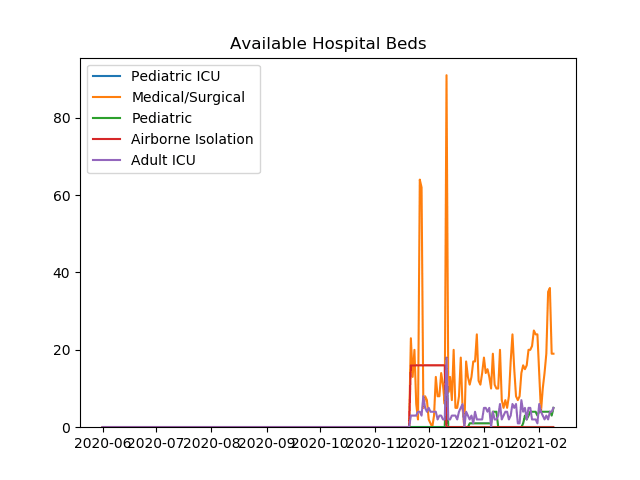 Available Hospital Beds
Pediatric ICU
Medical/Surgical
Pediatric
Airborne Isolation
Adult ICU
80
60
40
20
0
2020-06 2020-07 2020-08 2020-09 2020-10 2020-11 2020-12 2021-01 2021-02